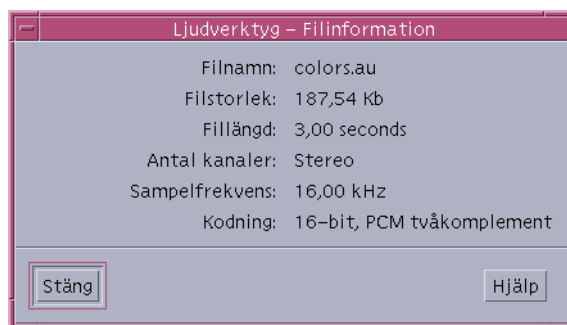 Ljudverktyg – Filinformation
Filnamn: colors.au
Filstorlek: 187,54 Kb
Fillängd: 3,00 seconds
Antal kanaler: Stereo
Sampelfrekvens: 16,00 kHz
Kodning: 16–bit, PCM tvåkomplement
Stäng Hjälp